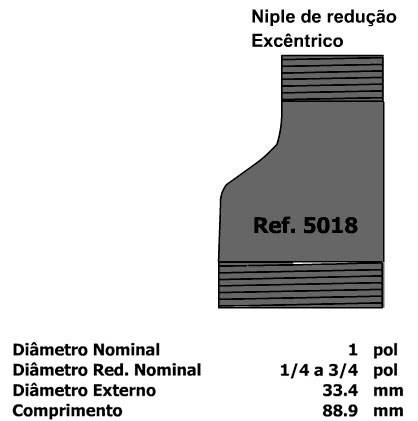 Niple de redução
Excêntrico
Ref. 5018
Diâmetro Nominal 1 pol
Diâmetro Red. Nominal 1/4 a 3/4 pol
Diâmetro Externo 33.4 mm
Comprimento 88.9 mm